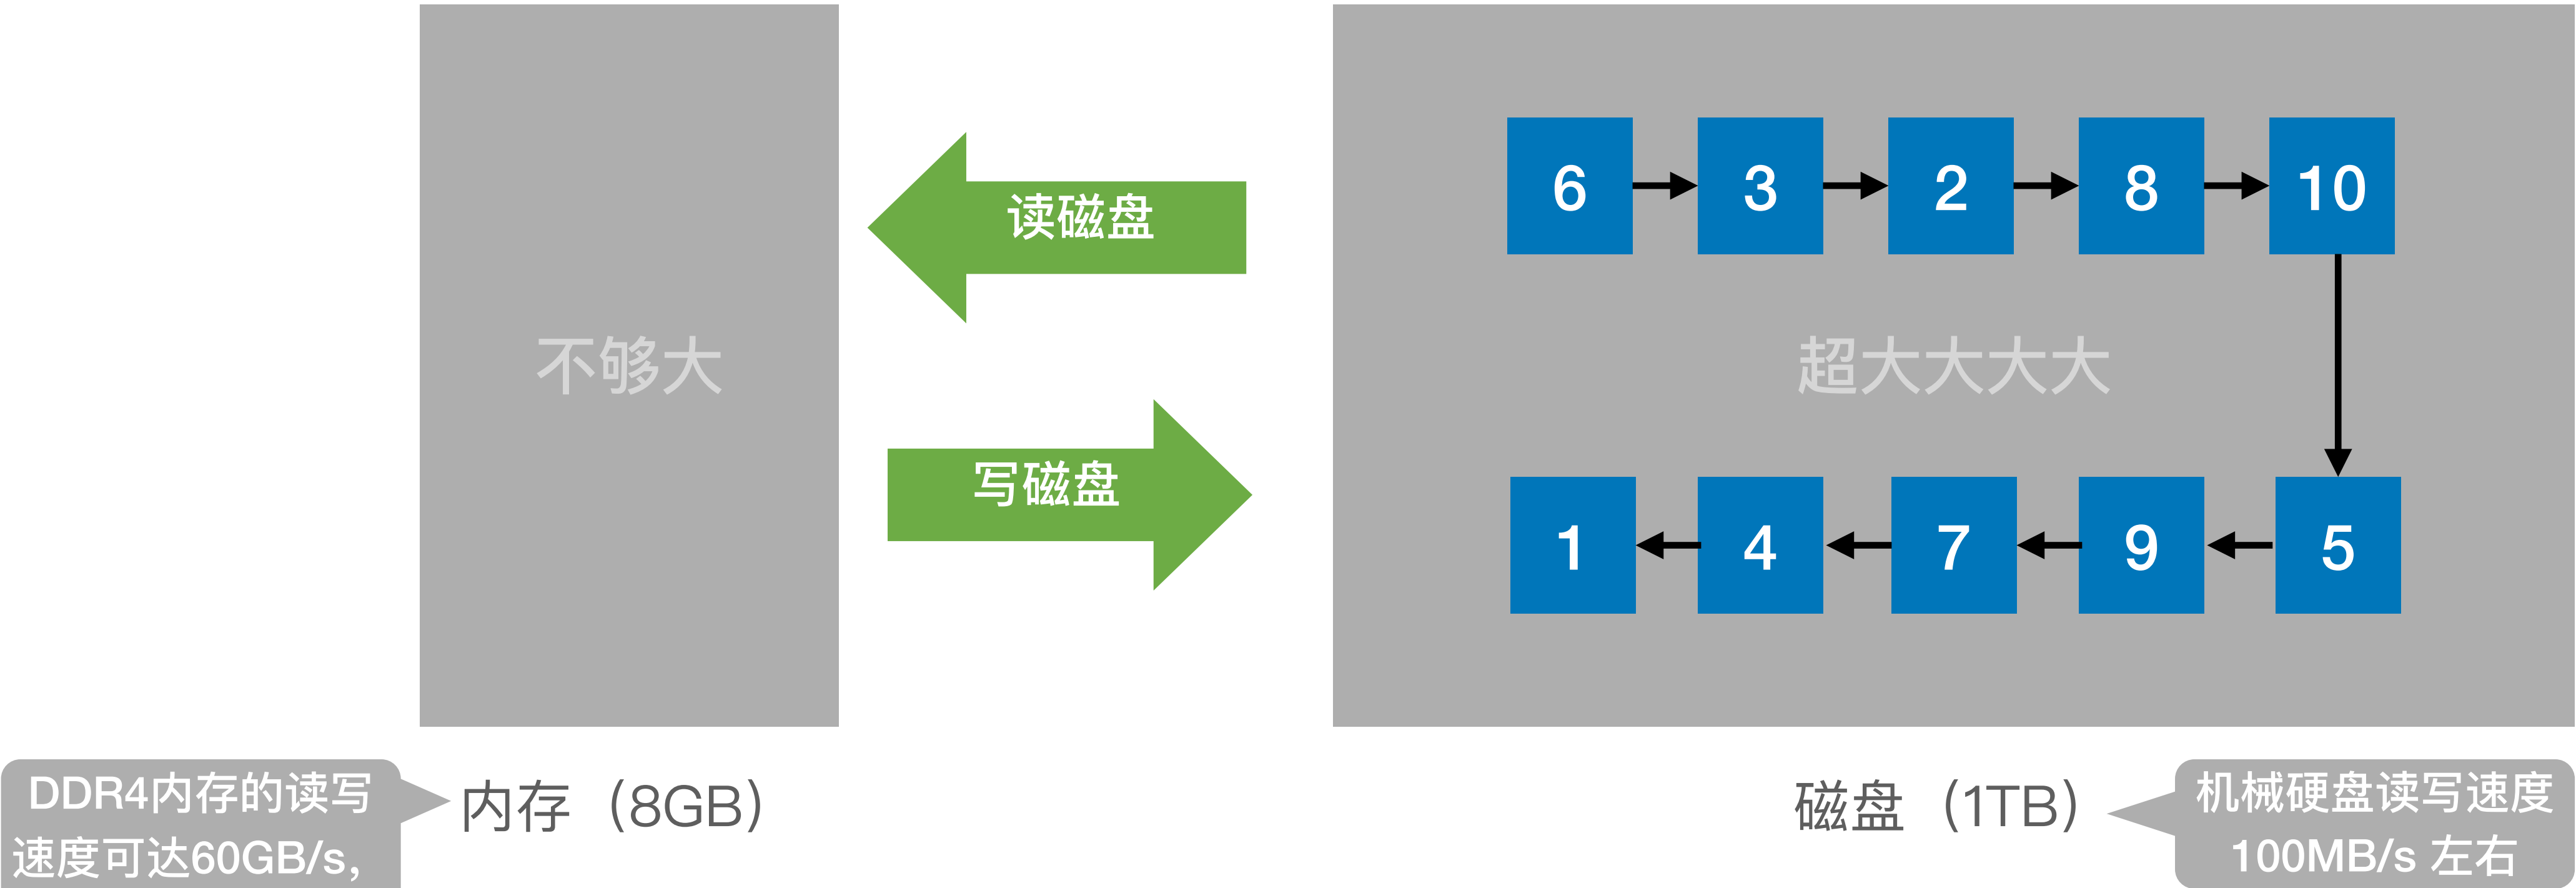 读磁盘
不够大
写磁盘
6 3 2 8 10
超大大大大
1 4 7 9 5
DDR4内存的读写
速度可达60GB/s，
内存（8GB）
磁盘（1TB）
机械硬盘读写速度
100MB/s 左右